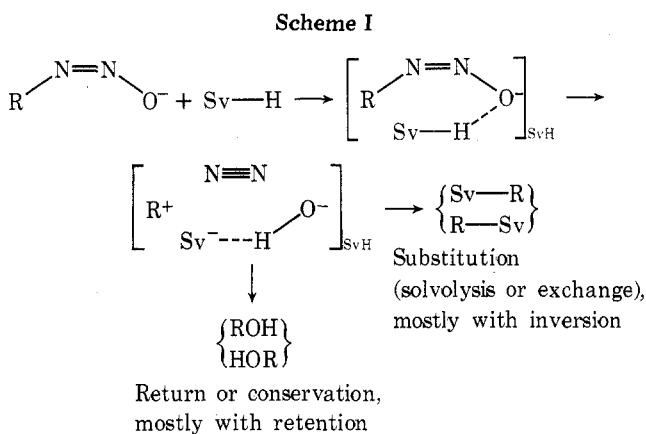 Scheme I
R N=N O⁻ + Sv—H ⟶ [R N=N O⁻ Sv—H]SvH ⟶
[R⁺ N≡N Sv⁻---H O⁻]SvH ⟶ {Sv—R R—Sv}
Substitution
(solvolysis or exchange),
mostly with inversion
↓
{ROH HOR}
Return or conservation,
mostly with retention